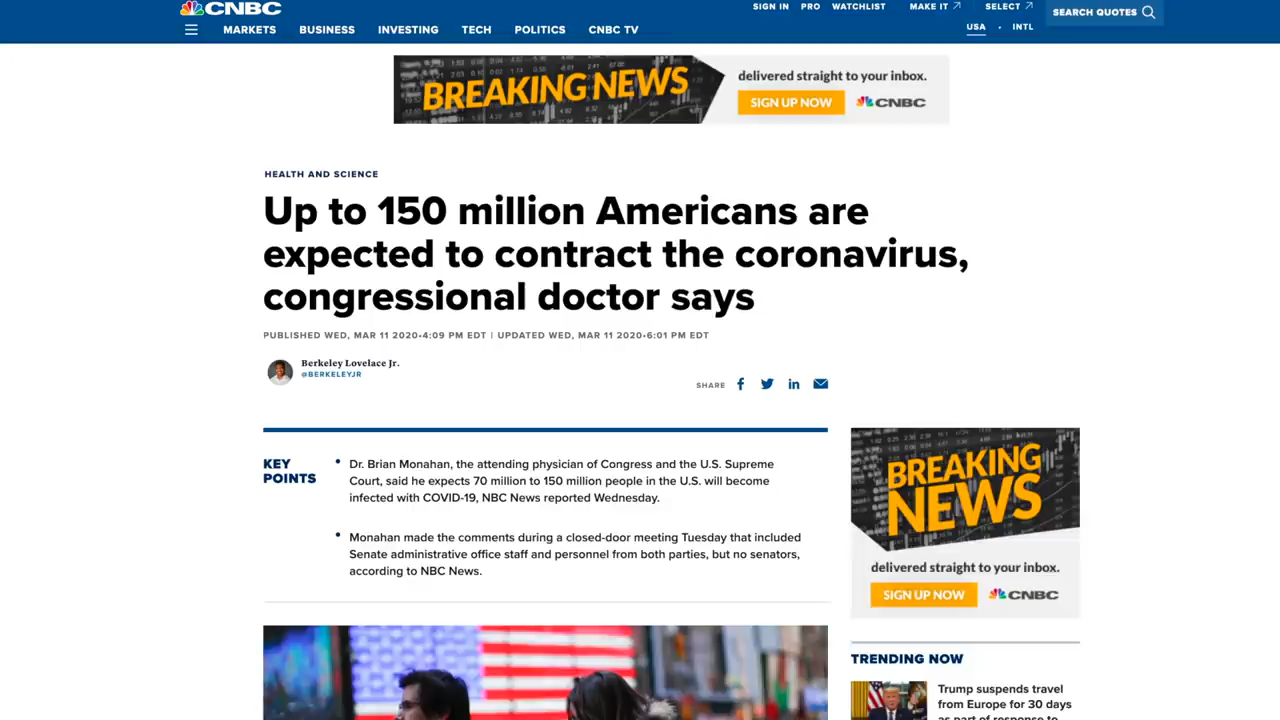 CNBC
SIGN IN PRO WATCHLIST MAKE IT SELECT
SEARCH QUOTES
MARKETS BUSINESS INVESTING TECH POLITICS CNBC TV
USA • INTL
BREAKING NEWS
delivered straight to your inbox.
SIGN UP NOW CNBC
HEALTH AND SCIENCE
Up to 150 million Americans are
expected to contract the coronavirus,
congressional doctor says
PUBLISHED WED, MAR 11 2020•4:09 PM EDT | UPDATED WED, MAR 11 2020•6:01 PM EDT
Berkeley Lovelace Jr.
@BERKELEYJR
SHARE
KEY
POINTS
• Dr. Brian Monahan, the attending physician of Congress and the U.S. Supreme
Court, said he expects 70 million to 150 million people in the U.S. will become
infected with COVID-19, NBC News reported Wednesday.
• Monahan made the comments during a closed-door meeting Tuesday that included
Senate administrative office staff and personnel from both parties, but no senators,
according to NBC News.
BREAKING
NEWS
delivered straight to your inbox.
SIGN UP NOW CNBC
TRENDING NOW
Trump suspends travel
from Europe for 30 days
as part of response to